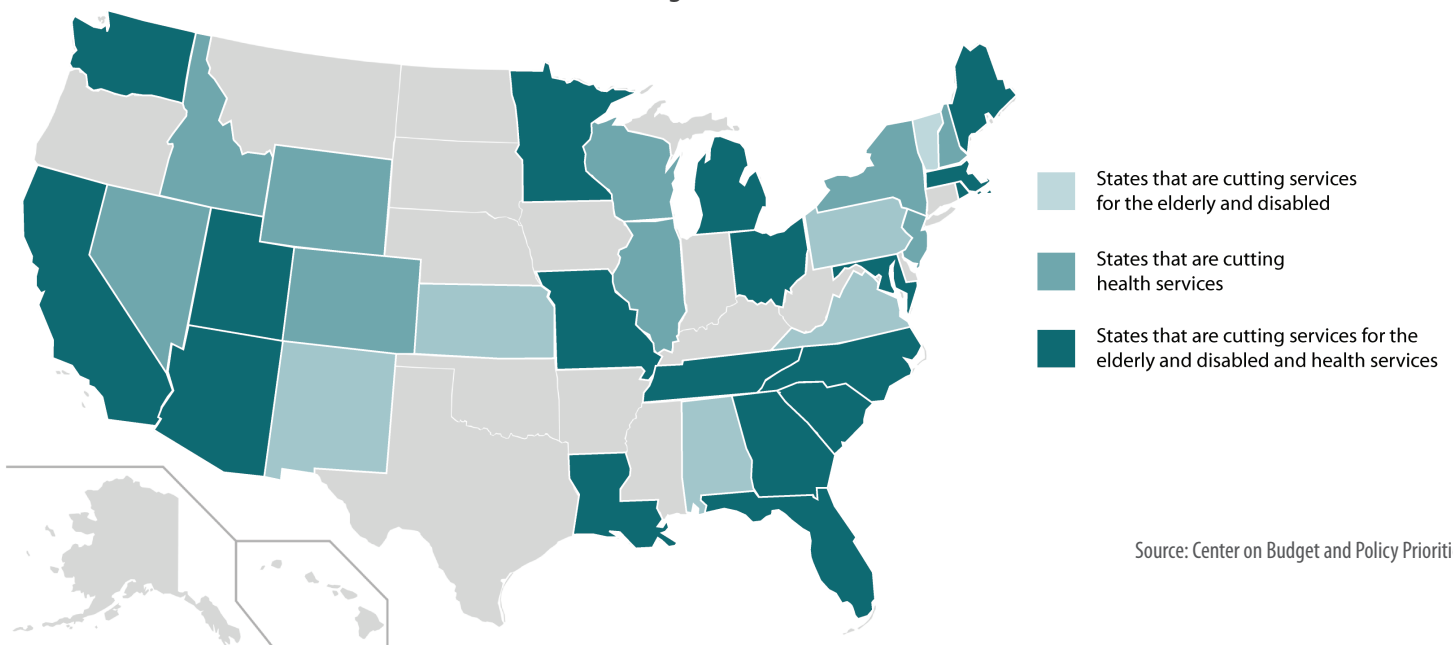 States that are cutting services
for the elderly and disabled
States that are cutting
health services
States that are cutting services for the
elderly and disabled and health services
Source: Center on Budget and Policy Prioriti